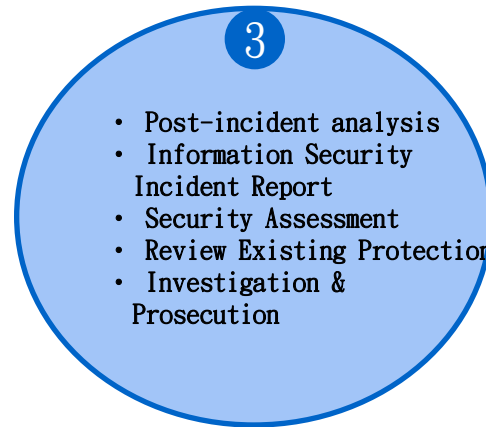 3
• Post-incident analysis
• Information Security
Incident Report
• Security Assessment
• Review Existing Protection
• Investigation &
Prosecution